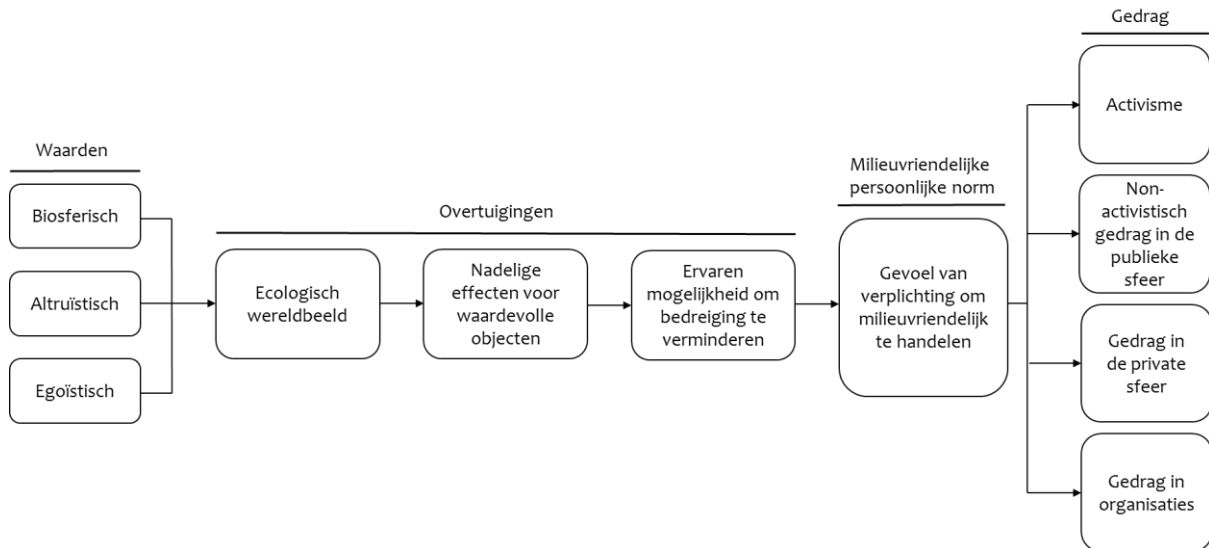 Waarden
Biosferisch
Altruïstisch
Egoïstisch
Overtuigingen
Ecologisch
wereldbeeld
Nadelige
effecten voor
waardevolle
objecten
Ervaren
mogelijkheid om
bedreiging te
verminderen
Milieuvriendelijke
persoonlijke norm
Gevoel van
verplichting om
milieuvriendelijk
te handelen
Gedrag
Activisme
Non-
activistisch
gedrag in de
publieke
sfeer
Gedrag in
de private
sfeer
Gedrag in
organisaties